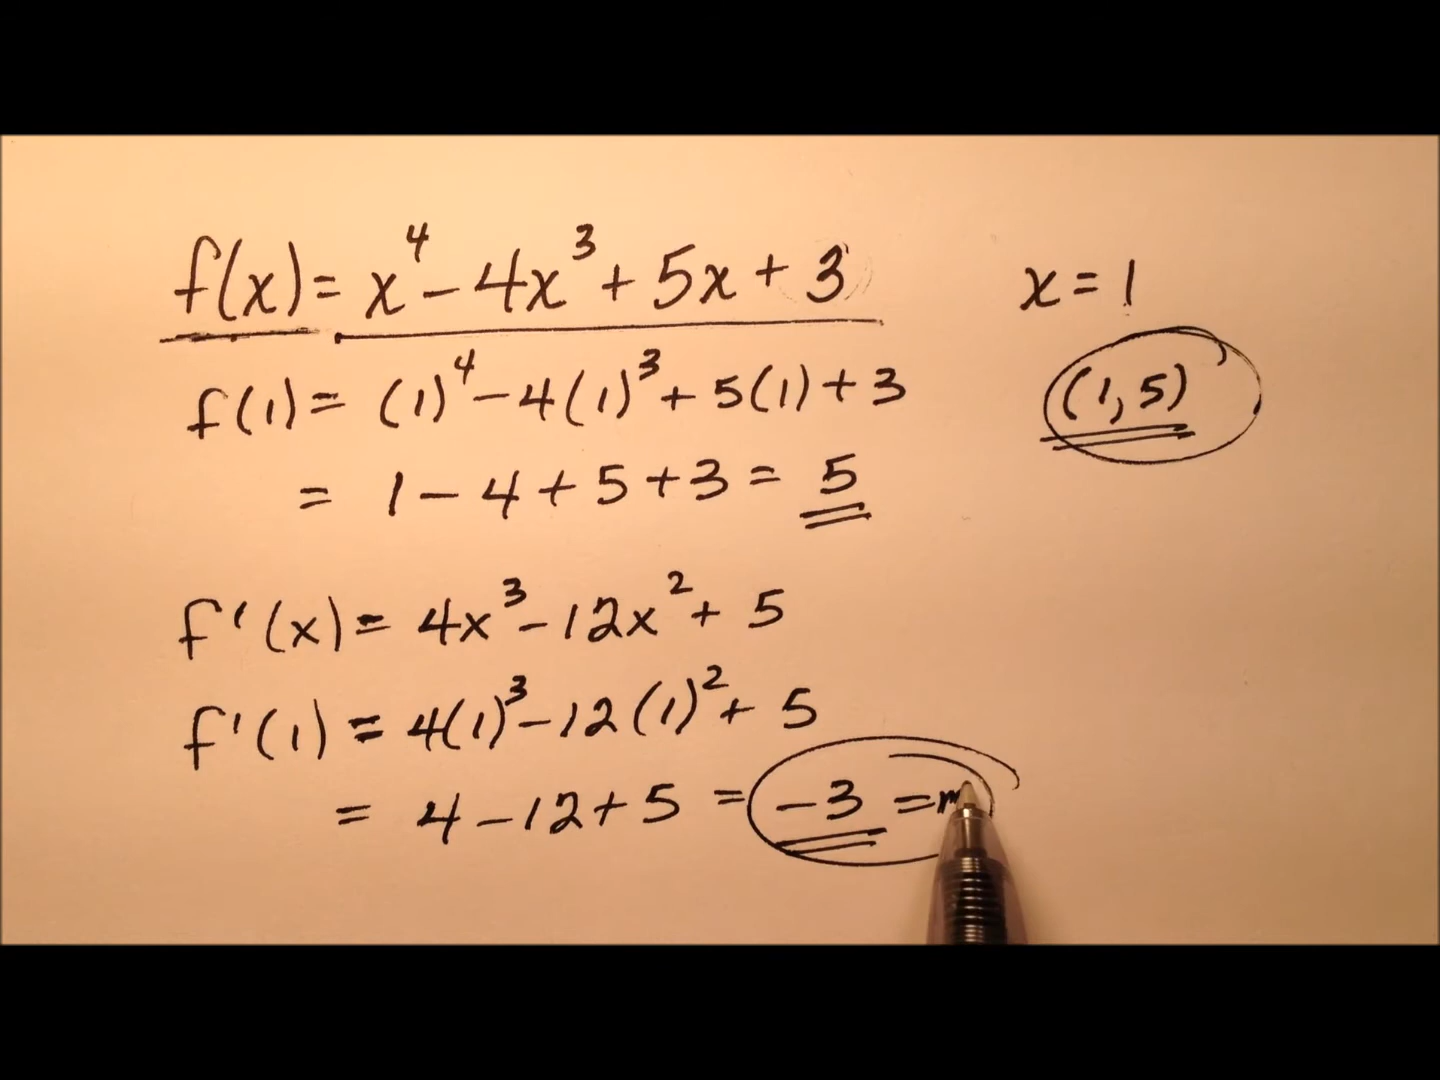 f(x) = x⁴ - 4x³ + 5x + 3
x = 1
f(1) = (1)⁴ - 4(1)³ + 5(1) + 3
(1, 5)
= 1 - 4 + 5 + 3 = 5
f'(x) = 4x³ - 12x² + 5
f'(1) = 4(1)³ - 12(1)² + 5
= 4 - 12 + 5 = -3 = m